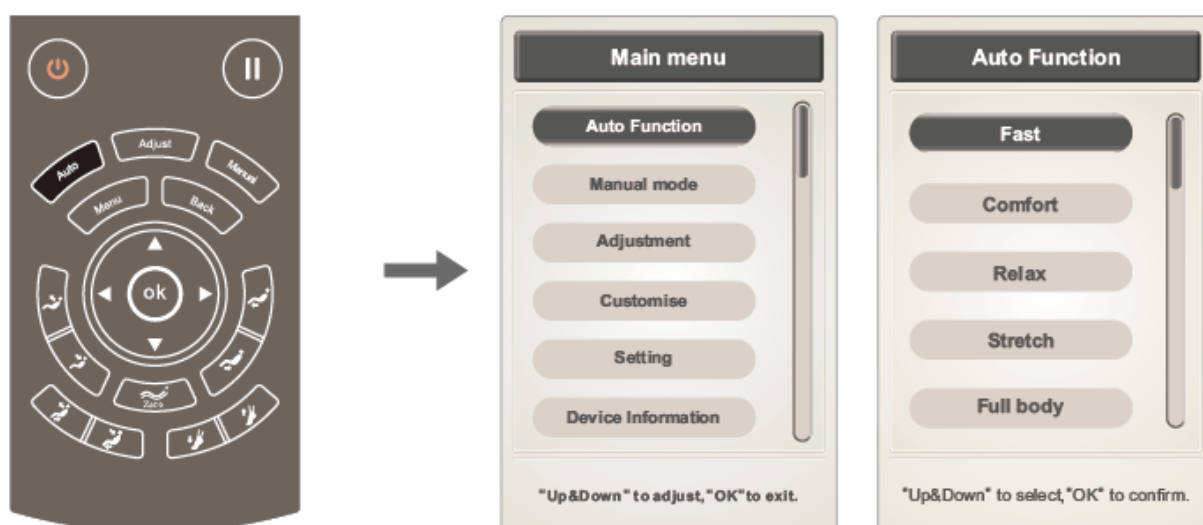 Adjust
Auto
Manual
Menu
Back
ok
Zero
Main menu
Auto Function
Manual mode
Adjustment
Customise
Setting
Device Information
"Up&Down" to adjust,"OK"to exit.
Auto Function
Fast
Comfort
Relax
Stretch
Full body
"Up&Down" to select,"OK" to confirm.